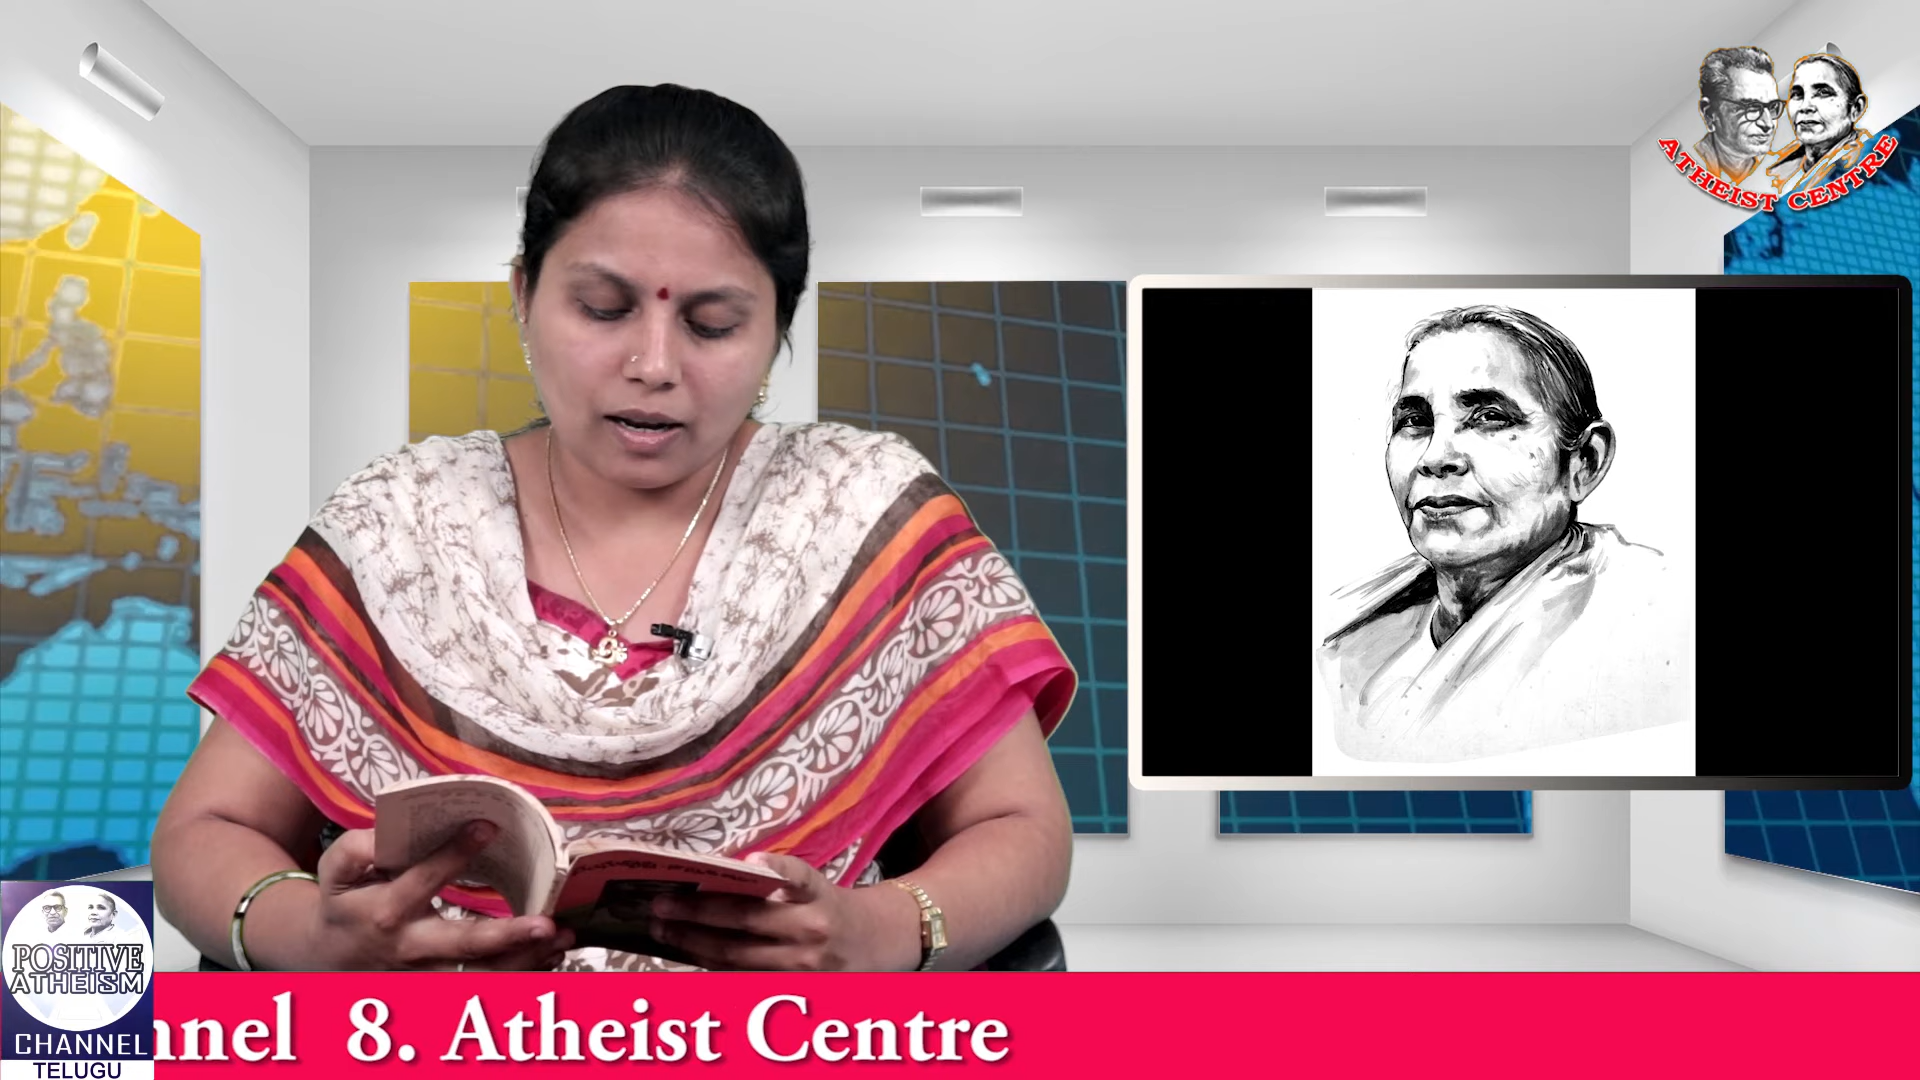 ATHEIST CENTRE
POSITIVE
ATHEISM
CHANNEL
TELUGU
nnel 8. Atheist Centre